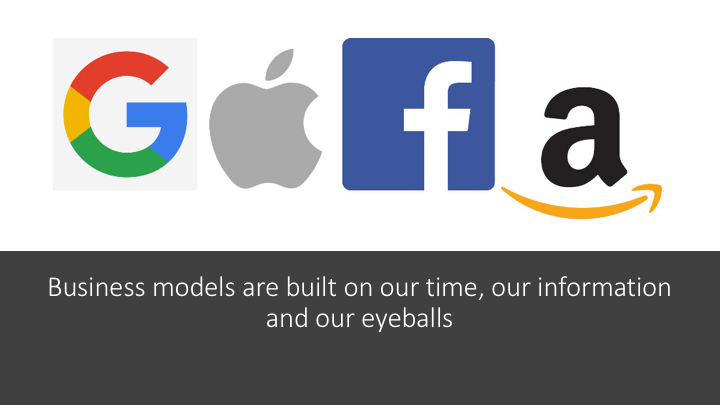 G
f
a
Business models are built on our time, our information
and our eyeballs